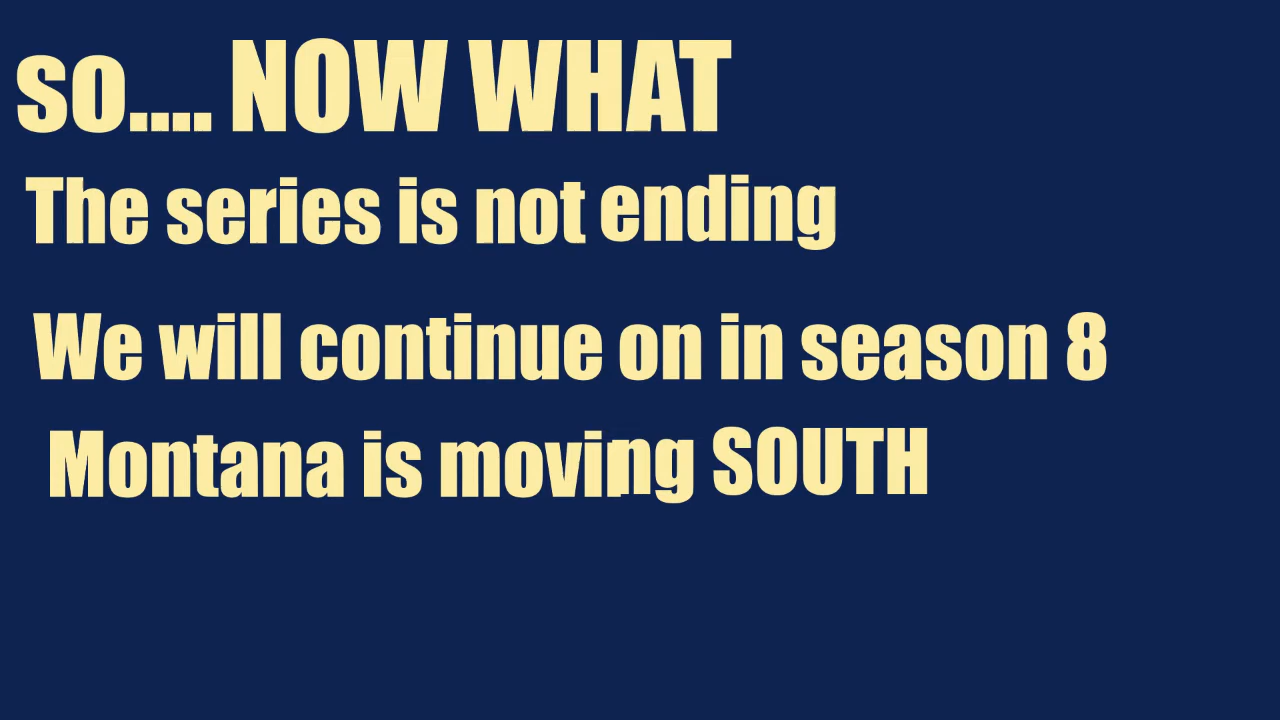 so.... NOW WHAT
The series is not ending
We will continue on in season 8
Montana is moving SOUTH